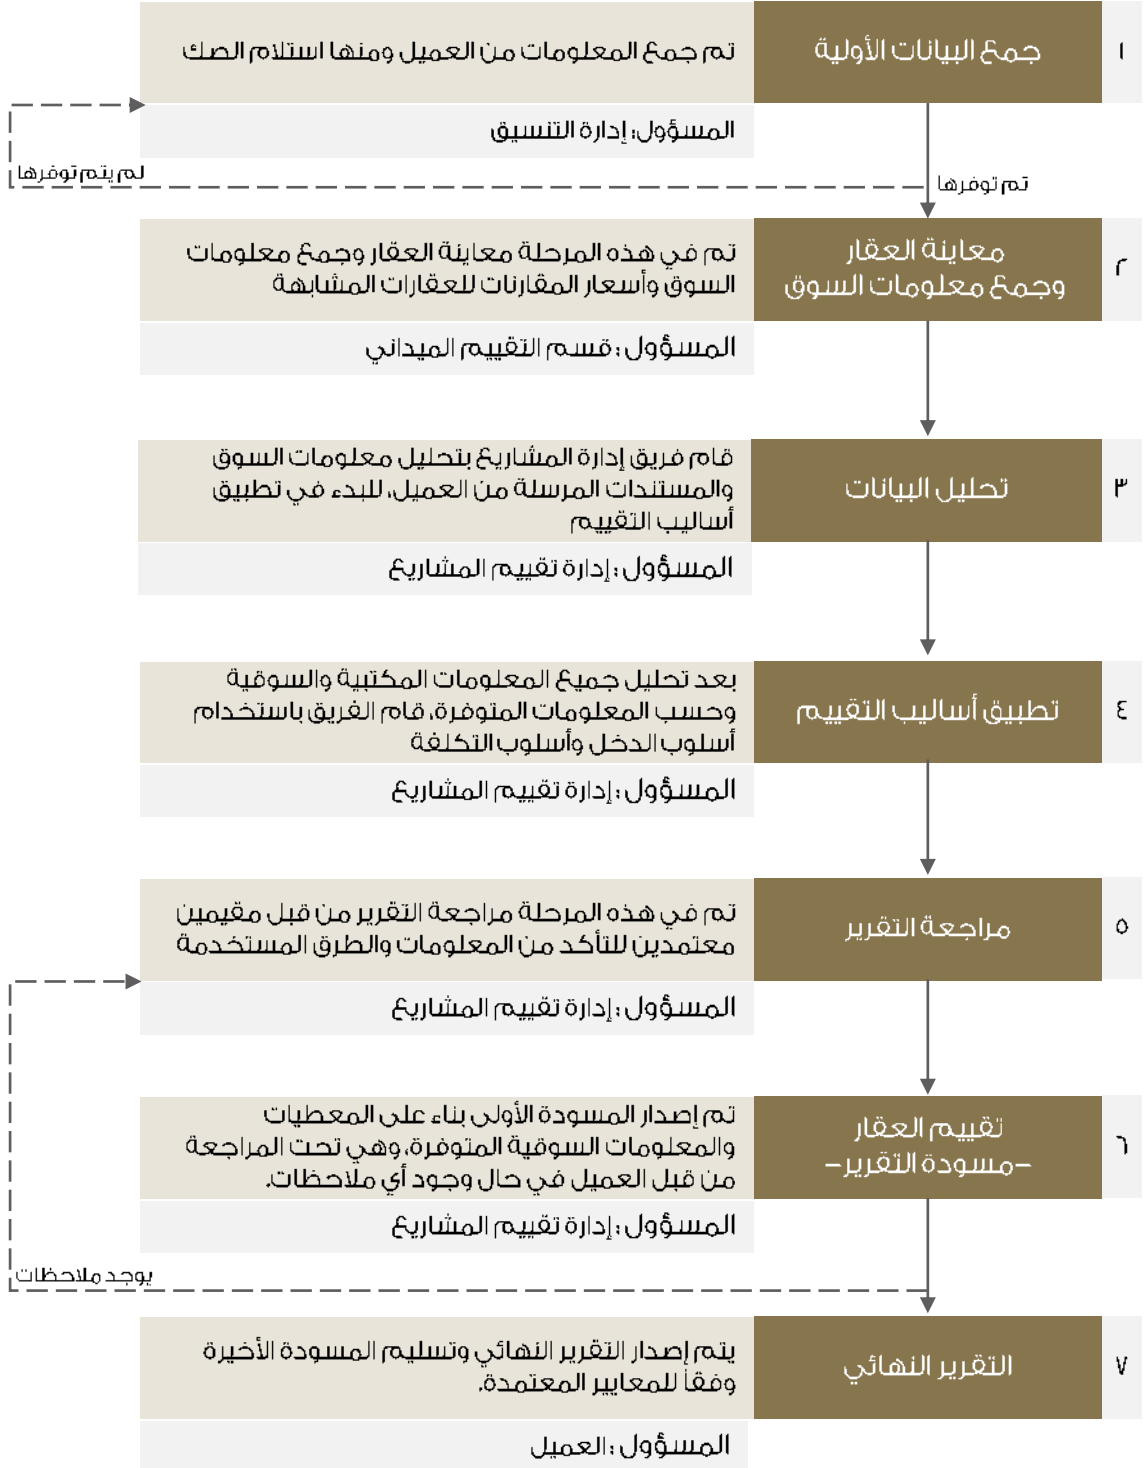 ١
جمع البيانات الأولية
تم جمع المعلومات من العميل ومنها استلام الصك
المسؤول: إدارة التنسيق
لم يتم توفرها
تم توفرها
٢
معاينة العقار
وجمع معلومات السوق
تم في هذه المرحلة معاينة العقار وجمع معلومات
السوق وأسعار المقارنات للعقارات المشابهة
المسؤول: قسم التقييم الميداني
٣
تحليل البيانات
قام فريق إدارة المشاريع بتحليل معلومات السوق
والمستندات المرسلة من العميل، للبدء في تطبيق
أساليب التقييم
المسؤول: إدارة تقييم المشاريع
٤
تطبيق أساليب التقييم
بعد تحليل جميع المعلومات المكتبية والسوقية
وحسب المعلومات المتوفرة، قام الفريق باستخدام
أسلوب الدخل وأسلوب التكلفة
المسؤول: إدارة تقييم المشاريع
٥
مراجعة التقرير
تم في هذه المرحلة مراجعة التقرير من قبل مقيمين
معتمدين للتأكد من المعلومات والطرق المستخدمة
المسؤول: إدارة تقييم المشاريع
٦
تقييم العقار
-مسودة التقرير-
تم إصدار المسودة الأولى بناء على المعطيات
والمعلومات السوقية المتوفرة، وهي تحت المراجعة
من قبل العميل في حال وجود أي ملاحظات.
المسؤول: إدارة تقييم المشاريع
يوجد ملاحظات
٧
التقرير النهائي
يتم إصدار التقرير النهائي وتسليم المسودة الأخيرة
وفقاً للمعايير المعتمدة.
المسؤول: العميل